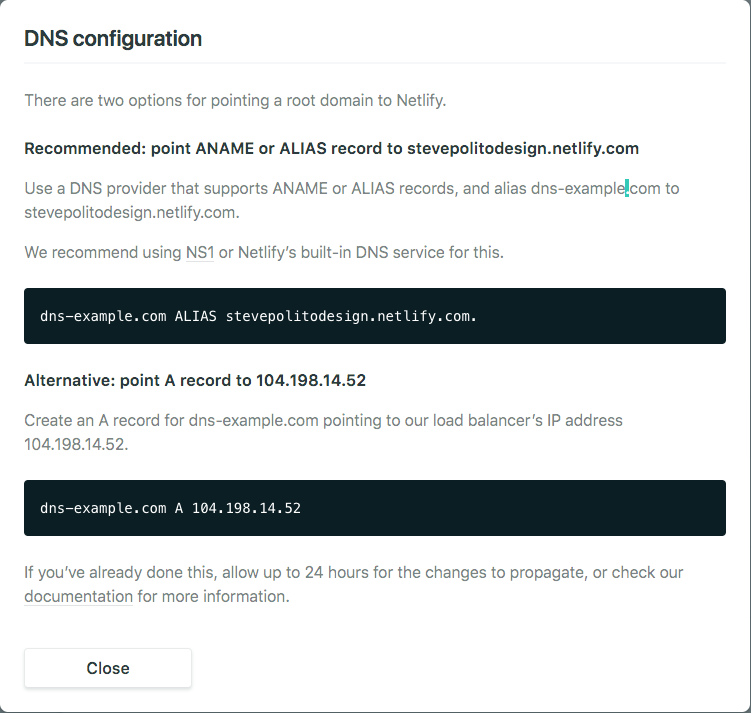 DNS configuration
There are two options for pointing a root domain to Netlify.
Recommended: point ANAME or ALIAS record to stevepolitodesign.netlify.com
Use a DNS provider that supports ANAME or ALIAS records, and alias dns-example.com to
stevepolitodesign.netlify.com.
We recommend using NS1 or Netlify’s built-in DNS service for this.
dns-example.com ALIAS stevepolitodesign.netlify.com.
Alternative: point A record to 104.198.14.52
Create an A record for dns-example.com pointing to our load balancer’s IP address
104.198.14.52.
dns-example.com A 104.198.14.52
If you’ve already done this, allow up to 24 hours for the changes to propagate, or check our
documentation for more information.
Close